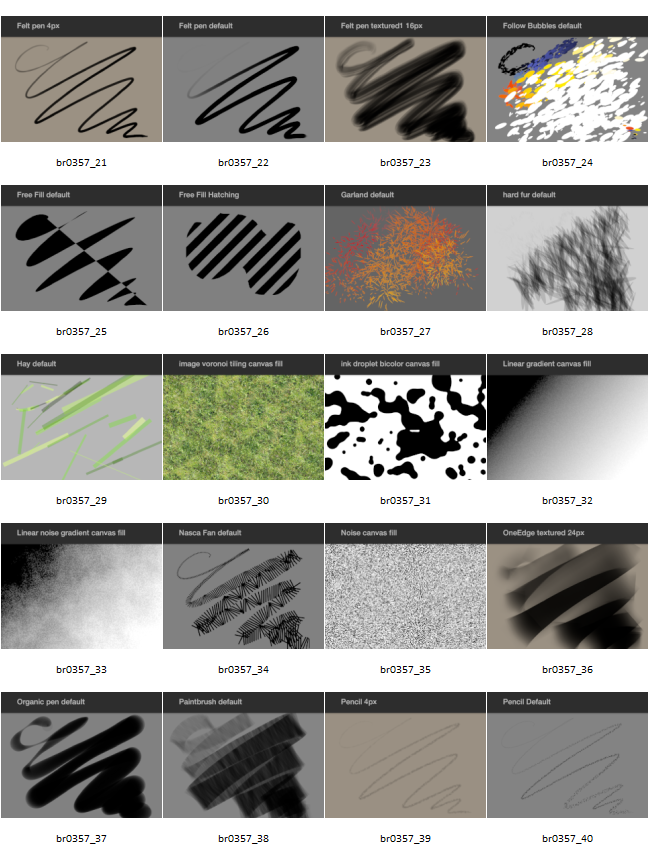 Felt pen 4px
Felt pen default
Felt pen textured1 16px
Follow Bubbles default
br0357_21
br0357_22
br0357_23
br0357_24
Free Fill default
Free Fill Hatching
Garland default
hard fur default
br0357_25
br0357_26
br0357_27
br0357_28
Hay default
image voronoi tiling canvas fill
ink droplet bicolor canvas fill
Linear gradient canvas fill
br0357_29
br0357_30
br0357_31
br0357_32
Linear noise gradient canvas fill
Nasca Fan default
Noise canvas fill
OneEdge textured 24px
br0357_33
br0357_34
br0357_35
br0357_36
Organic pen default
Paintbrush default
Pencil 4px
Pencil Default
br0357_37
br0357_38
br0357_39
br0357_40